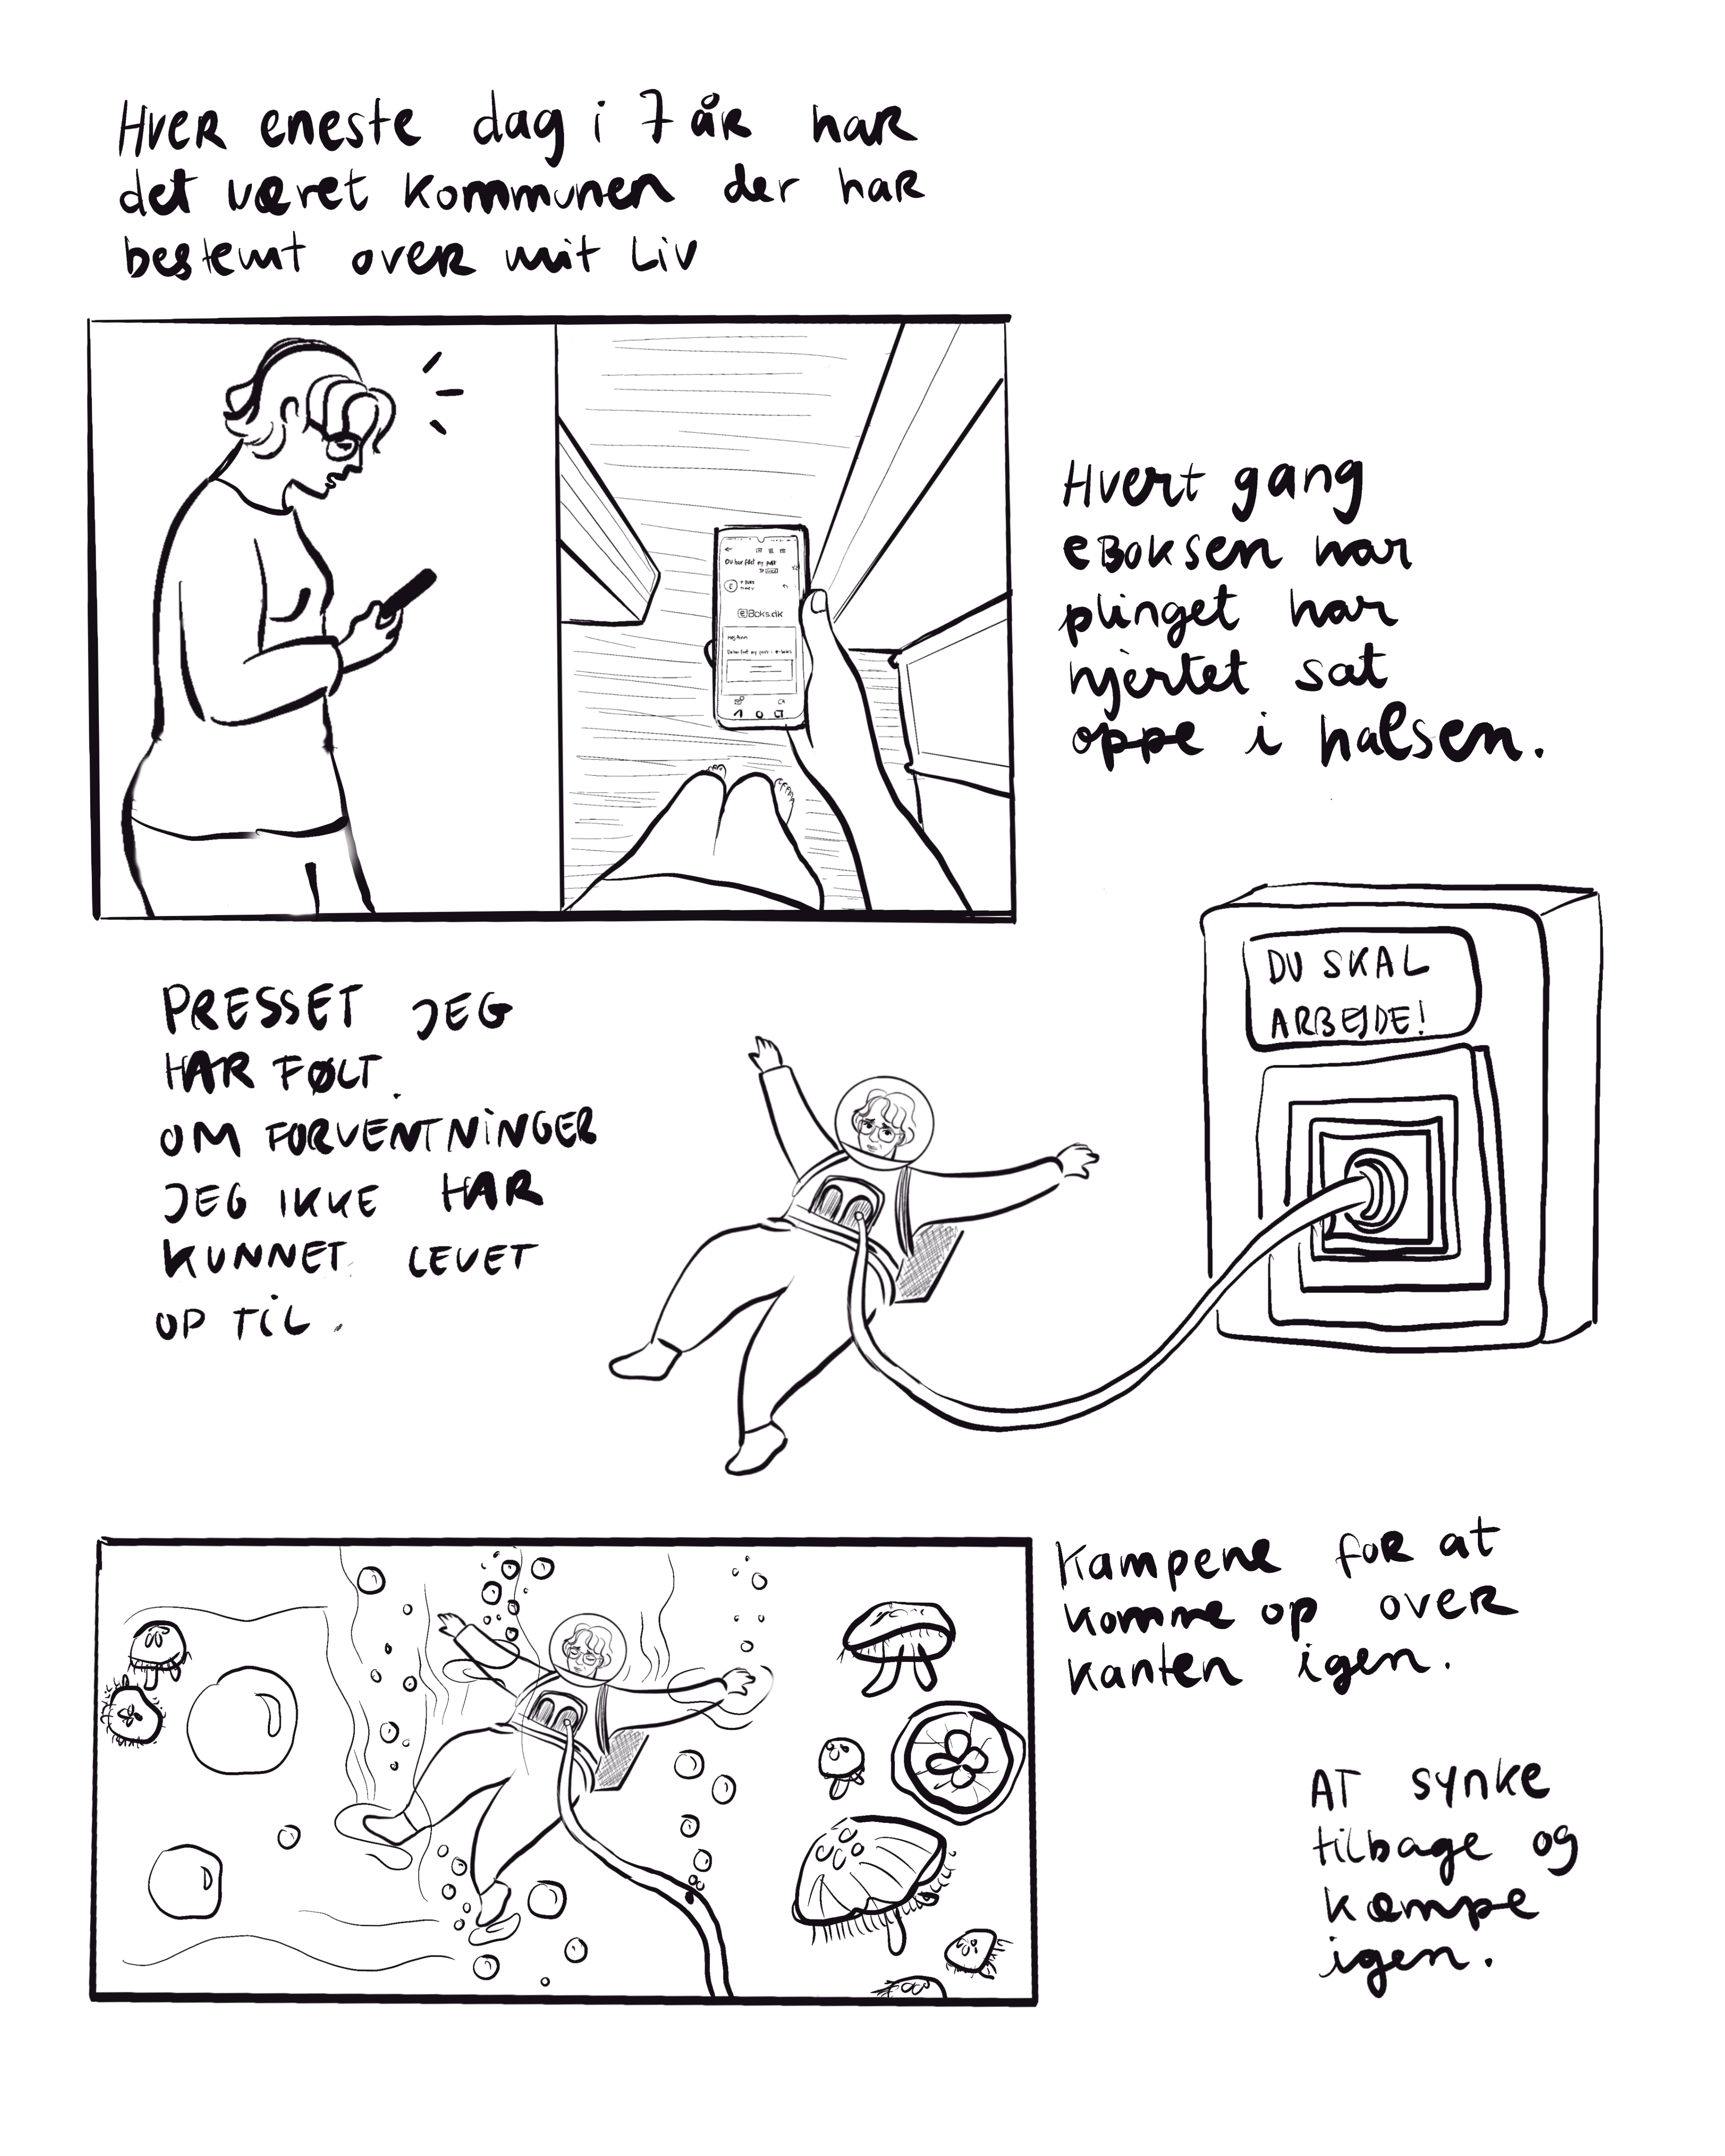 Hver eneste dag i 7 år har
det været kommunen der har
bestemt over mit liv
Du har fået ny post
eBoks.dk
Hej Ann
Du har fået ny post i e-boks
Hvert gang
eBoksen har
plinget har
hjertet sat
oppe i halsen.
DU SKAL
ARBEJDE!
PRESSET JEG
HAR FØLT.
OM FORVENTNINGER
JEG IKKE HAR
KUNNET LEVET
OP TIL.
Kampene for at
komme op over
kanten igen.
AT synke
tilbage og
kæmpe
igen.